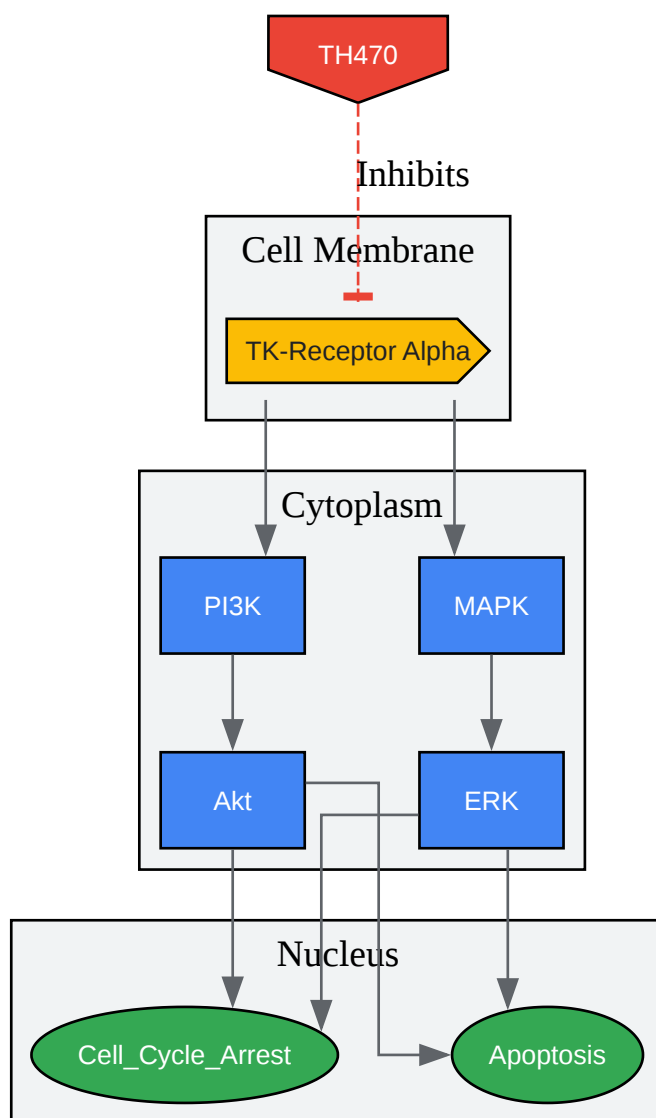 TH470
Inhibits
Cell Membrane
TK-Receptor Alpha
Cytoplasm
PI3K
MAPK
Akt
ERK
Nucleus
Cell_Cycle_Arrest
Apoptosis